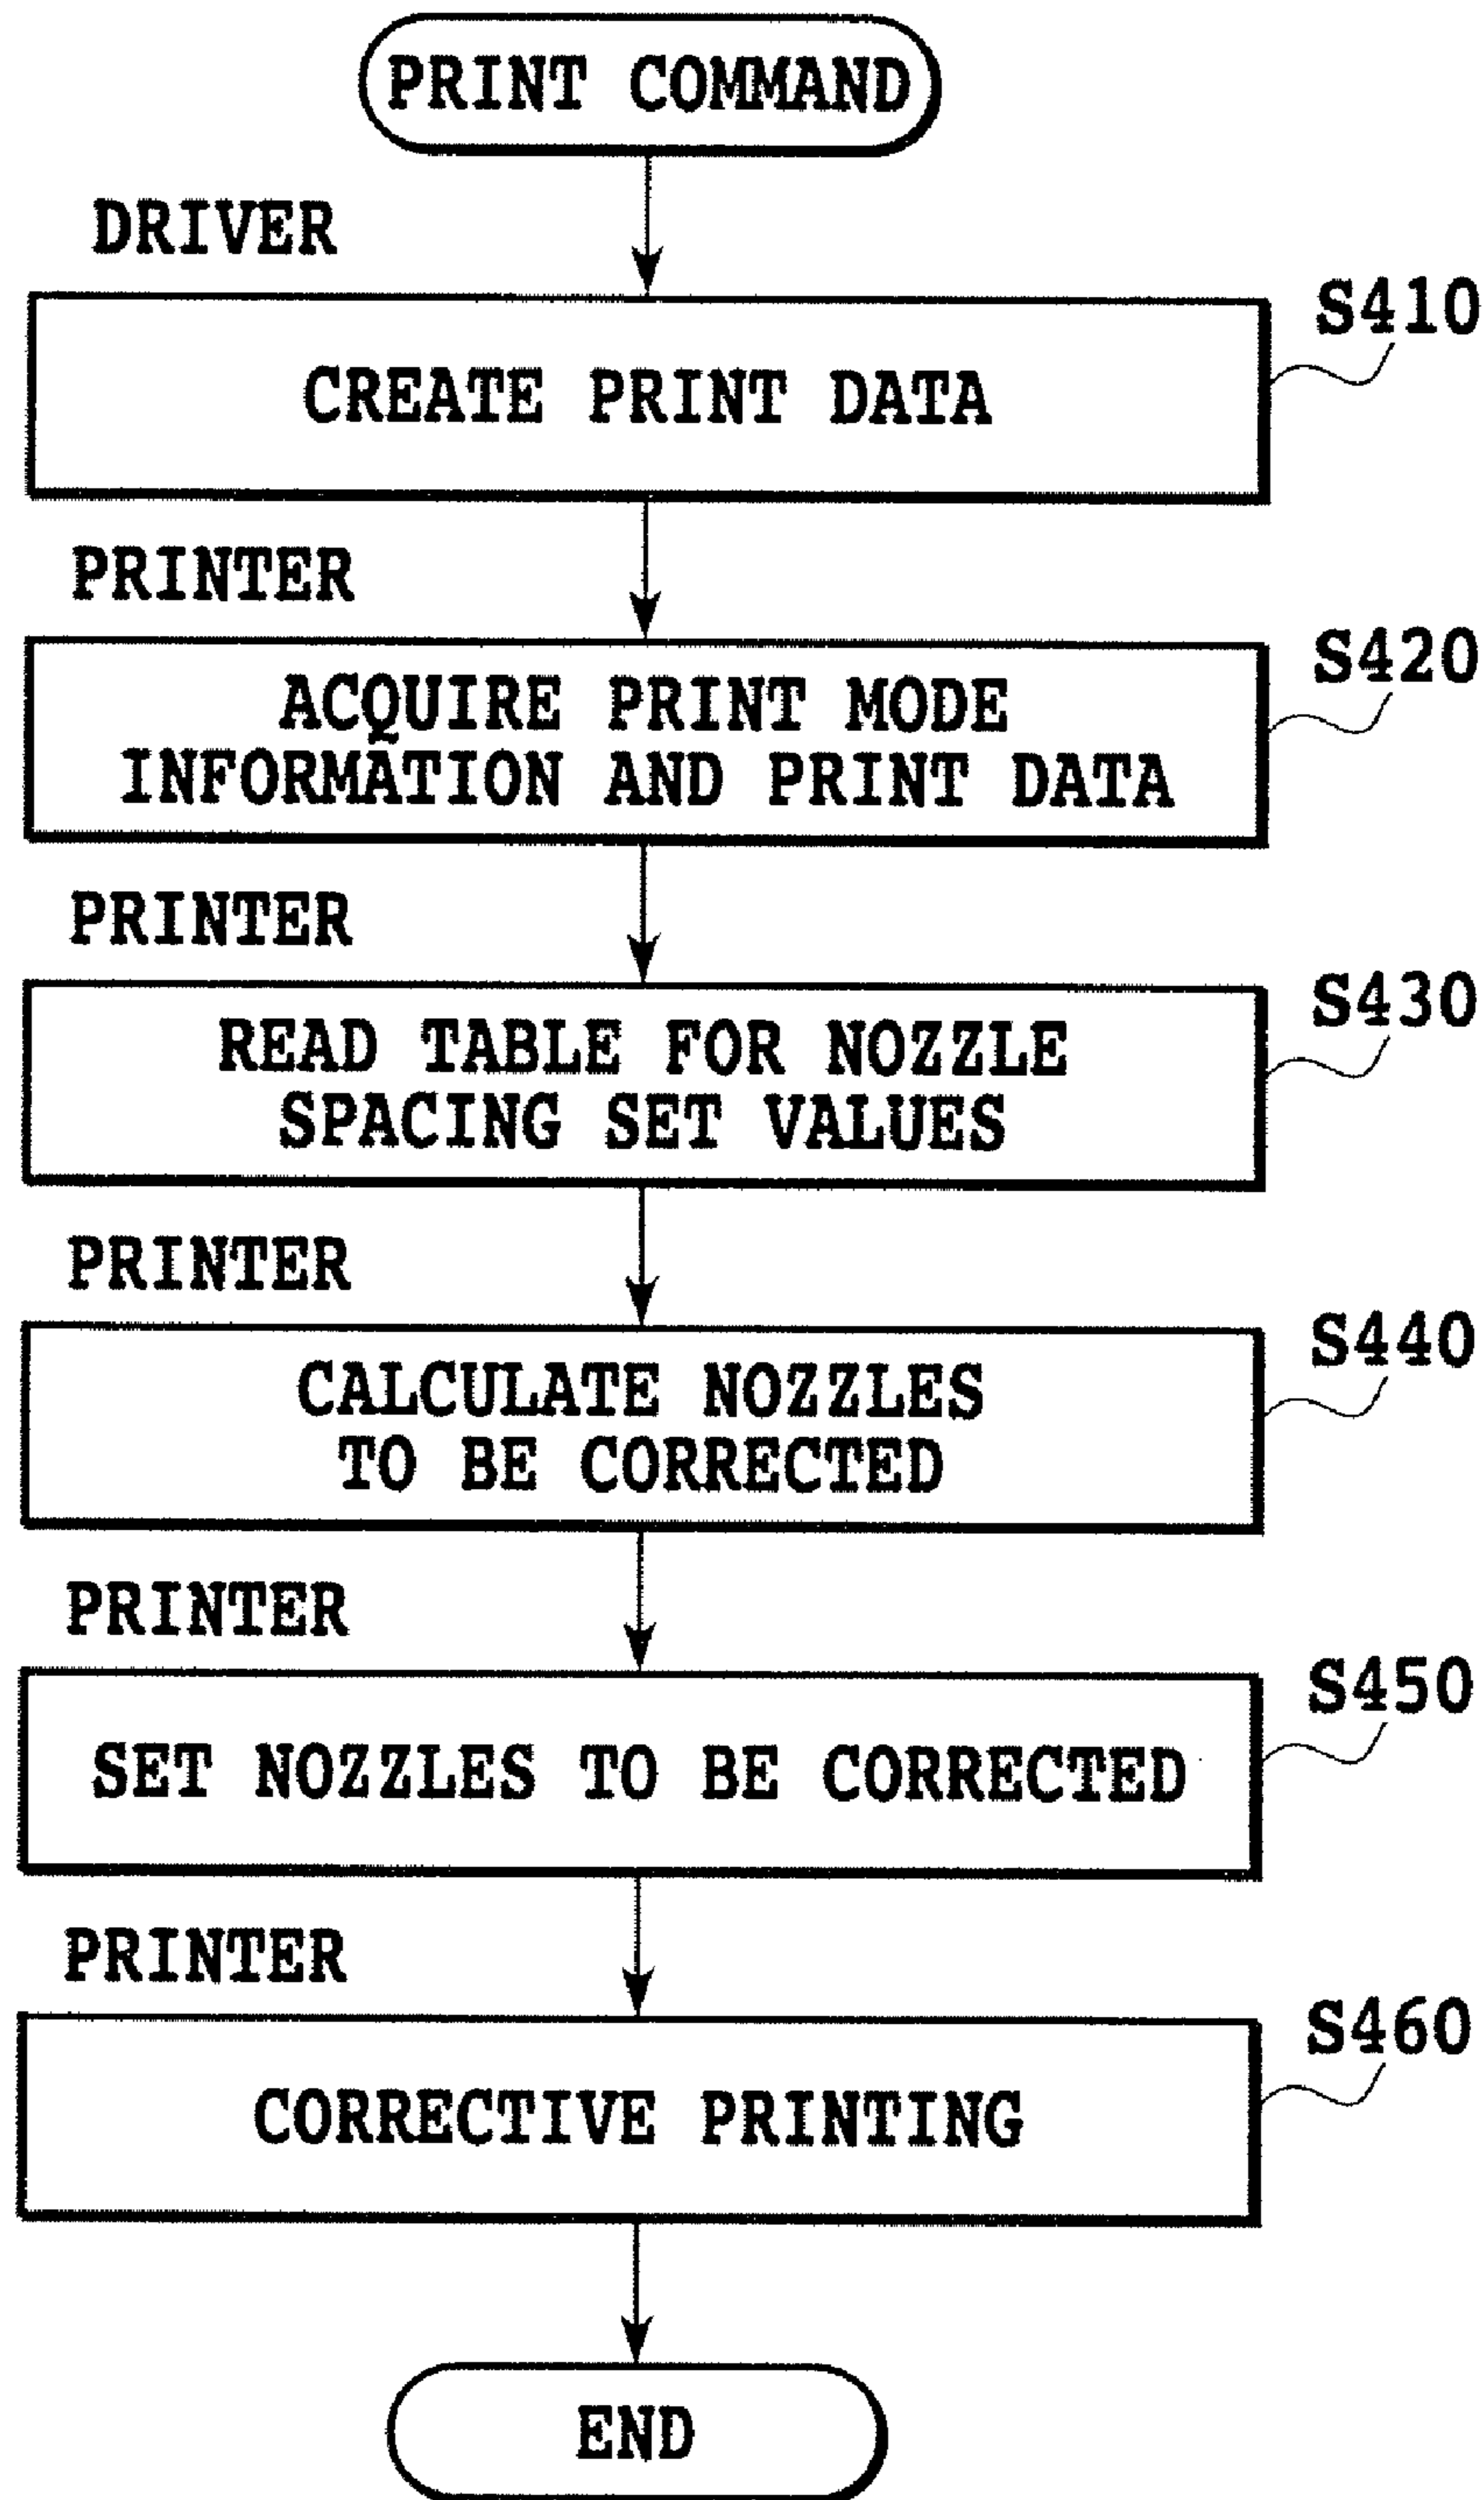 PRINT COMMAND
DRIVER
S410
CREATE PRINT DATA
PRINTER
S420
ACQUIRE PRINT MODE
INFORMATION AND PRINT DATA
PRINTER
S430
READ TABLE FOR NOZZLE
SPACING SET VALUES
PRINTER
S440
CALCULATE NOZZLES
TO BE CORRECTED
PRINTER
S450
SET NOZZLES TO BE CORRECTED
PRINTER
S460
CORRECTIVE PRINTING
END